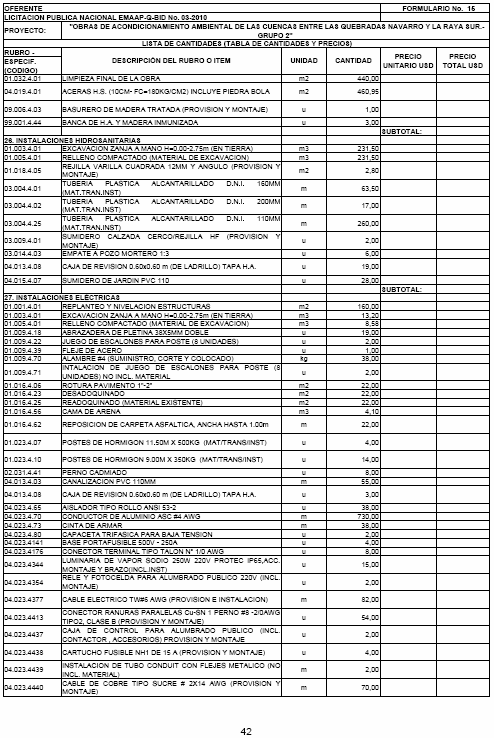 OFERENTE FORMULARIO No. 15
LICITACION PUBLICA NACIONAL EMAAP-Q-BID No. 03-2010
PROYECTO: "OBRAS DE ACONDICIONAMIENTO AMBIENTAL DE LAS CUENCAS ENTRE LAS QUEBRADAS NAVARRO Y LA RAYA SUR.-
GRUPO 2"
LISTA DE CANTIDADES (TABLA DE CANTIDADES Y PRECIOS)
RUBRO -
ESPECIF.
(CODIGO) DESCRIPCIÓN DEL RUBRO O ITEM UNIDAD CANTIDAD PRECIO
UNITARIO USD PRECIO
TOTAL USD
01.032.4.01 LIMPIEZA FINAL DE LA OBRA m2 440,00
04.019.4.01 ACERAS H.S. (10CM- FC=180KG/CM2) INCLUYE PIEDRA BOLA m2 460,95
09.006.4.03 BASURERO DE MADERA TRATADA (PROVISION Y MONTAJE) u 1,00
99.001.4.44 BANCA DE H.A. Y MADERA INMUNIZADA u 3,00
SUBTOTAL:
26. INSTALACIONES HIDROSANITARIAS
01.003.4.01 EXCAVACION ZANJA A MANO H=0.00-2.75m (EN TIERRA) m3 231,50
01.005.4.01 RELLENO COMPACTADO (MATERIAL DE EXCAVACION) m3 231,50
01.018.4.05 REJILLA VARILLA CUADRADA 12MM Y ANGULO (PROVISION Y
MONTAJE) m2 2,80
03.004.4.01 TUBERIA PLASTICA ALCANTARILLADO D.N.I. 160MM
(MAT.TRAN.INST) m 63,50
03.004.4.02 TUBERIA PLASTICA ALCANTARILLADO D.N.I. 200MM
(MAT.TRAN.INST) m 17,00
03.004.4.25 TUBERIA PLASTICA ALCANTARILLADO D.N.I. 110MM
(MAT.TRAN.INST) m 260,00
03.009.4.01 SUMIDERO CALZADA CERCO/REJILLA HF (PROVISION Y
MONTAJE) u 2,00
03.014.4.03 EMPATE A POZO MORTERO 1:3 u 6,00
04.013.4.08 CAJA DE REVISION 0.60x0.60 m (DE LADRILLO) TAPA H.A. u 19,00
04.015.4.07 SUMIDERO DE JARDIN PVC 110 u 28,00
SUBTOTAL:
27. INSTALACIONES ELÉCTRICAS
01.001.4.01 REPLANTEO Y NIVELACION ESTRUCTURAS m2 160,00
01.003.4.01 EXCAVACION ZANJA A MANO H=0.00-2.75m (EN TIERRA) m3 13,20
01.005.4.01 RELLENO COMPACTADO (MATERIAL DE EXCAVACION) m3 8,58
01.009.4.18 ABRAZADERA DE PLETINA 38X5MM DOBLE u 19,00
01.009.4.22 JUEGO DE ESCALONES PARA POSTE (8 UNIDADES) u 2,00
01.009.4.39 FLEJE DE ACERO u 1,00
01.009.4.70 ALAMBRE #4 (SUMINISTRO, CORTE Y COLOCADO) kg 38,00
01.009.4.71 INTALACION DE JUEGO DE ESCALONES PARA POSTE (8
UNIDADES) NO INCL. MATERIAL u 2,00
01.016.4.06 ROTURA PAVIMENTO 1"-2" m2 22,00
01.016.4.23 DESADOQUINADO m2 22,00
01.016.4.25 READOQUINADO (MATERIAL EXISTENTE) m2 22,00
01.016.4.56 CAMA DE ARENA m3 4,10
01.016.4.62 REPOSICION DE CARPETA ASFALTICA, ANCHA HASTA 1.00m m 22,00
01.023.4.07 POSTES DE HORMIGON 11.50M X 500KG (MAT/TRANS/INST) u 4,00
01.023.4.10 POSTES DE HORMIGON 9.00M X 350KG (MAT/TRANS/INST) u 14,00
02.031.4.41 PERNO CADMIADO u 8,00
04.013.4.03 CANALIZACION PVC 110MM m 55,00
04.013.4.08 CAJA DE REVISION 0.60x0.60 m (DE LADRILLO) TAPA H.A. u 3,00
04.023.4.65 AISLADOR TIPO ROLLO ANSI 53-2 u 38,00
04.023.4.70 CONDUCTOR DE ALUMINIO ASC #4 AWG m 730,00
04.023.4.73 CINTA DE ARMAR m 38,00
04.023.4.80 CAPACETA TRIFASICA PARA BAJA TENSION u 2,00
04.023.4141 BASE PORTAFUSIBLE 500V - 250A u 4,00
04.023.4176 CONECTOR TERMINAL TIPO TALON N° 1/0 AWG u 8,00
04.023.4344 LUMINARIA DE VAPOR SODIO 250W 220V PROTEC IP65,ACC.
MONTAJE Y BRAZO(INCL.INST) u 15,00
04.023.4354 RELE Y FOTOCELDA PARA ALUMBRADO PUBLICO 220V (INCL.
MONTAJE) u 2,00
04.023.4377 CABLE ELECTRICO TW#6 AWG (PROVISION E INSTALACION) m 82,00
04.023.4413 CONECTOR RANURAS PARALELAS Cu-SN 1 PERNO #8 -2/0AWG
TIPO2, CLASE B (PROVISION Y MONTAJE) u 54,00
04.023.4437 CAJA DE CONTROL PARA ALUMBRADO PUBLICO (INCL.
CONTACTOR , ACCESORIOS) PROVISION Y MONTAJE u 2,00
04.023.4438 CARTUCHO FUSIBLE NH1 DE 15 A (PROVISION Y MONTAJE) u 4,00
04.023.4439 INSTALACION DE TUBO CONDUIT CON FLEJES METALICO (NO
INCL. MATERIAL) m 2,00
04.023.4440 CABLE DE COBRE TIPO SUCRE # 2X14 AWG (PROVISION Y
MONTAJE) m 70,00
42